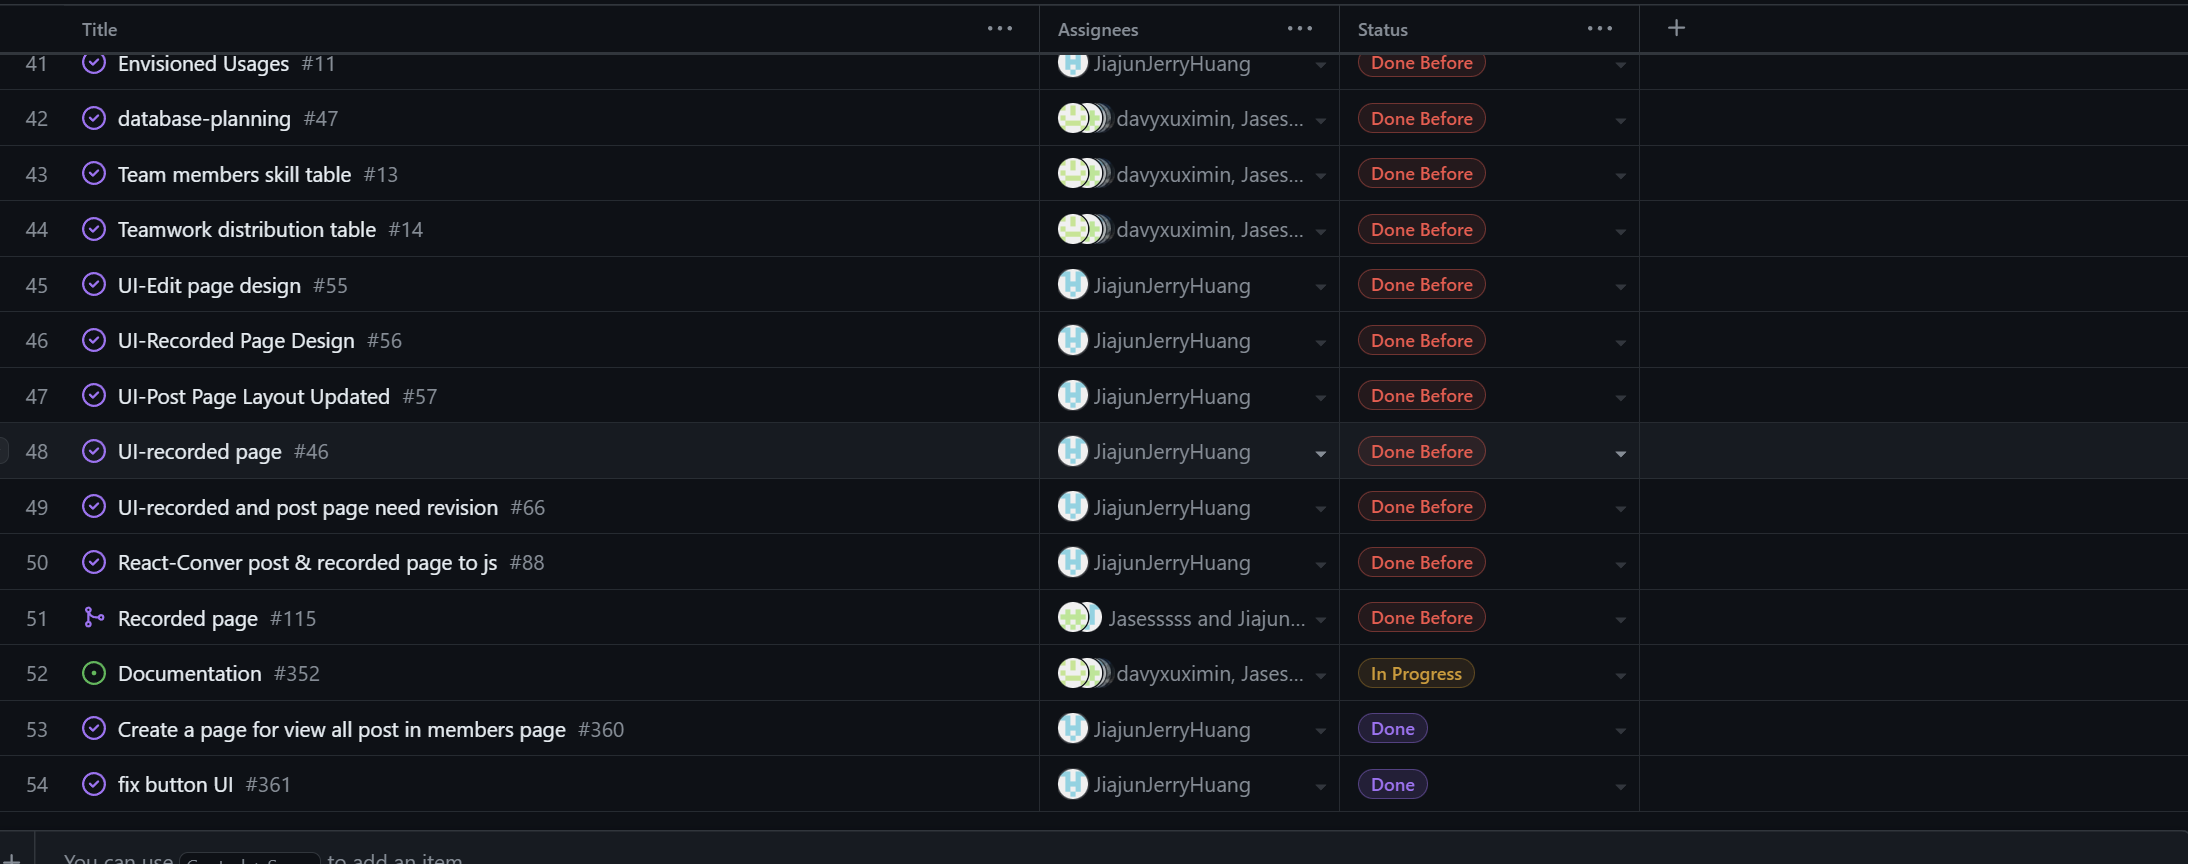 Title ··· Assignees ··· Status ··· +
41 Envisioned Usages #11 JiajunJerryHuang Done Before
42 database-planning #47 davyxuximin, Jases... Done Before
43 Team members skill table #13 davyxuximin, Jases... Done Before
44 Teamwork distribution table #14 davyxuximin, Jases... Done Before
45 UI-Edit page design #55 JiajunJerryHuang Done Before
46 UI-Recorded Page Design #56 JiajunJerryHuang Done Before
47 UI-Post Page Layout Updated #57 JiajunJerryHuang Done Before
48 UI-recorded page #46 JiajunJerryHuang Done Before
49 UI-recorded and post page need revision #66 JiajunJerryHuang Done Before
50 React-Conver post & recorded page to js #88 JiajunJerryHuang Done Before
51 Recorded page #115 Jasesssss and Jiajun... Done Before
52 Documentation #352 davyxuximin, Jases... In Progress
53 Create a page for view all post in members page #360 JiajunJerryHuang Done
54 fix button UI #361 JiajunJerryHuang Done
+ You can use to add an item